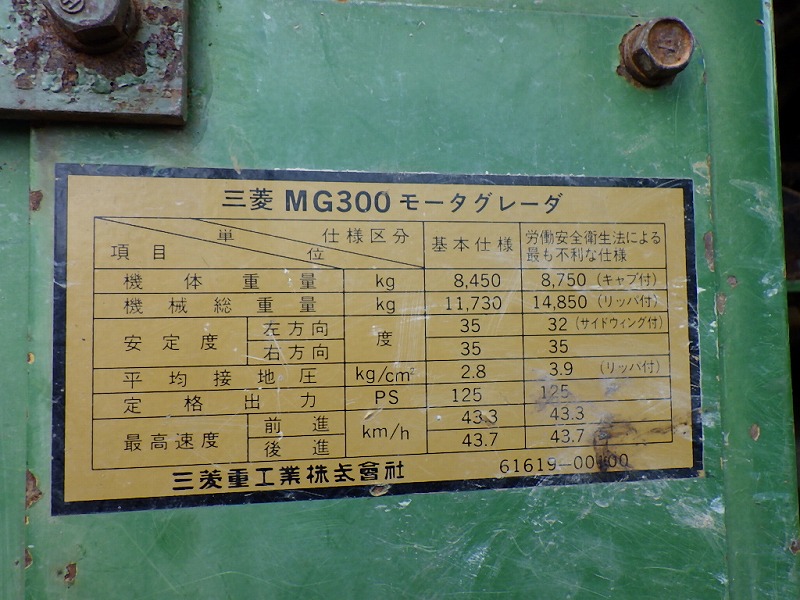 三菱 MG300 モータグレーダ
項目 単位 仕様区分 基本仕様 労働安全衛生法による最も不利な仕様
機体重量 kg 8,450 8,750 (キャブ付)
機械総重量 kg 11,730 14,850 (リッパ付)
安定度 左方向 度 35 32 (サイドウィング付)
右方向 35 35
平均接地圧 kg/cm² 2.8 3.9 (リッパ付)
定格出力 PS 125 125
最高速度 前進 km/h 43.3 43.3
後進 43.7 43.7
三菱重工業株式會社 61619-00100